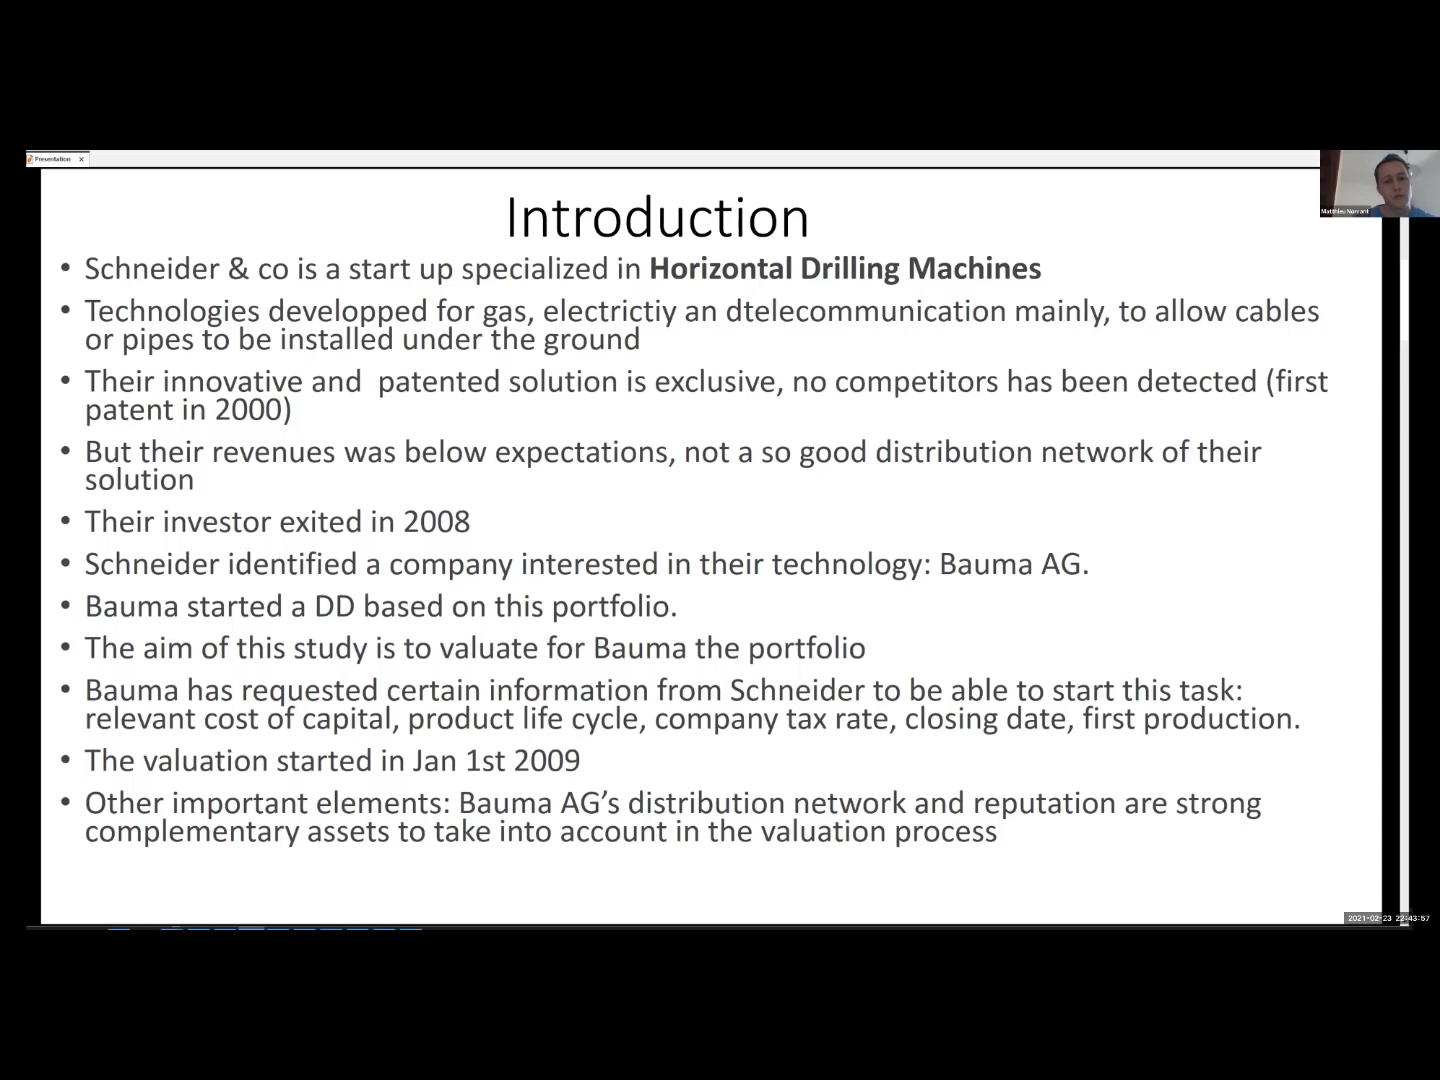 Presentation
Introduction
• Schneider & co is a start up specialized in Horizontal Drilling Machines
• Technologies developped for gas, electrictiy an dtelecommunication mainly, to allow cables
or pipes to be installed under the ground
• Their innovative and  patented solution is exclusive, no competitors has been detected (first
patent in 2000)
• But their revenues was below expectations, not a so good distribution network of their
solution
• Their investor exited in 2008
• Schneider identified a company interested in their technology: Bauma AG.
• Bauma started a DD based on this portfolio.
• The aim of this study is to valuate for Bauma the portfolio
• Bauma has requested certain information from Schneider to be able to start this task:
relevant cost of capital, product life cycle, company tax rate, closing date, first production.
• The valuation started in Jan 1st 2009
• Other important elements: Bauma AG’s distribution network and reputation are strong
complementary assets to take into account in the valuation process
Matthieu Norrant
2021-02-23 22:43:57